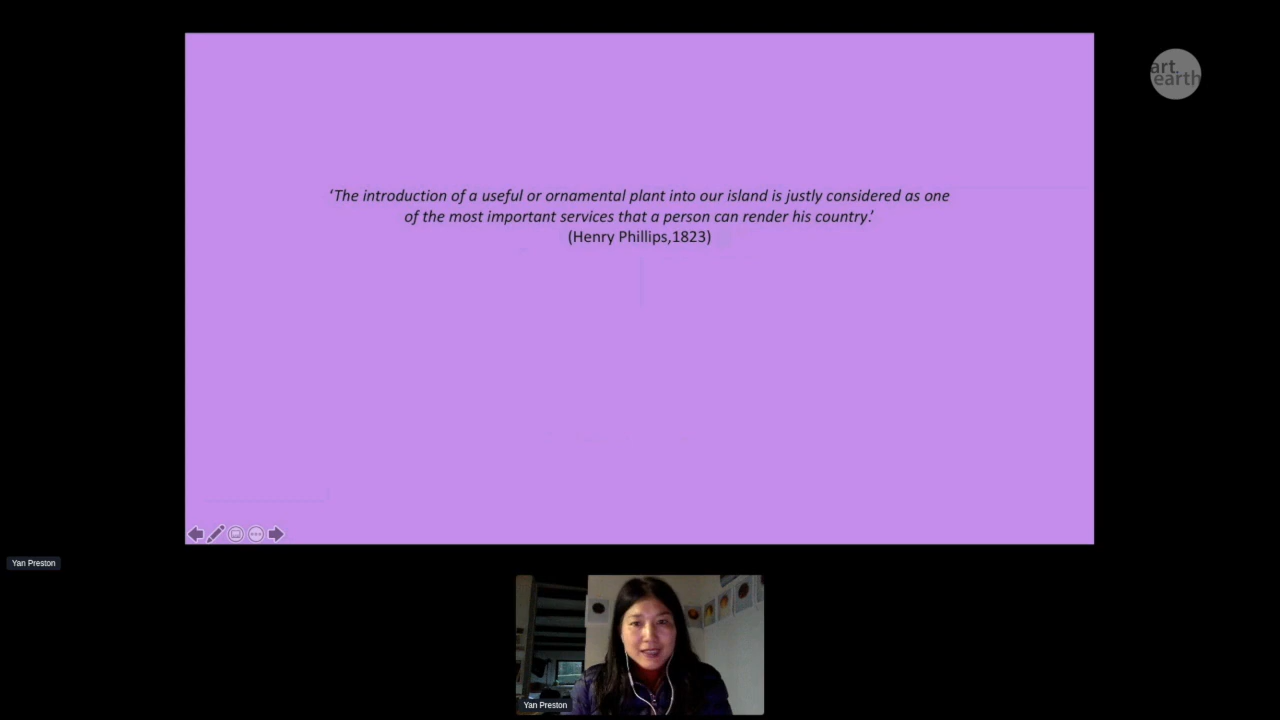 art
earth
‘The introduction of a useful or ornamental plant into our island is justly considered as one
of the most important services that a person can render his country.’
(Henry Phillips,1823)
Yan Preston
Yan Preston